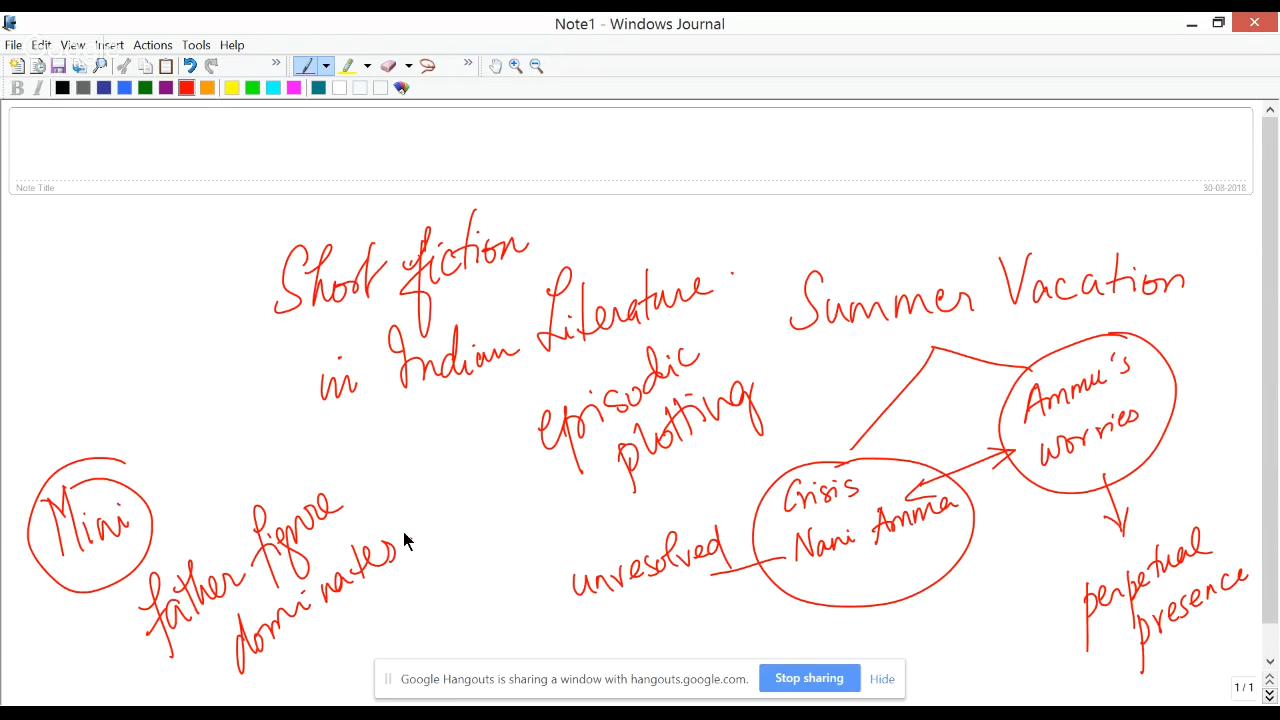 Note1 - Windows Journal
File Edit View Insert Actions Tools Help
Note Title
30-08-2018
Short fiction
in Indian Literature
episodic
plotting
Summer Vacation
Ammu's
worries
Crisis
Nani Amma
unresolved
perpetual
presence
Mini
father figure
dominates
Google Hangouts is sharing a window with hangouts.google.com.
Stop sharing
Hide
1 / 1